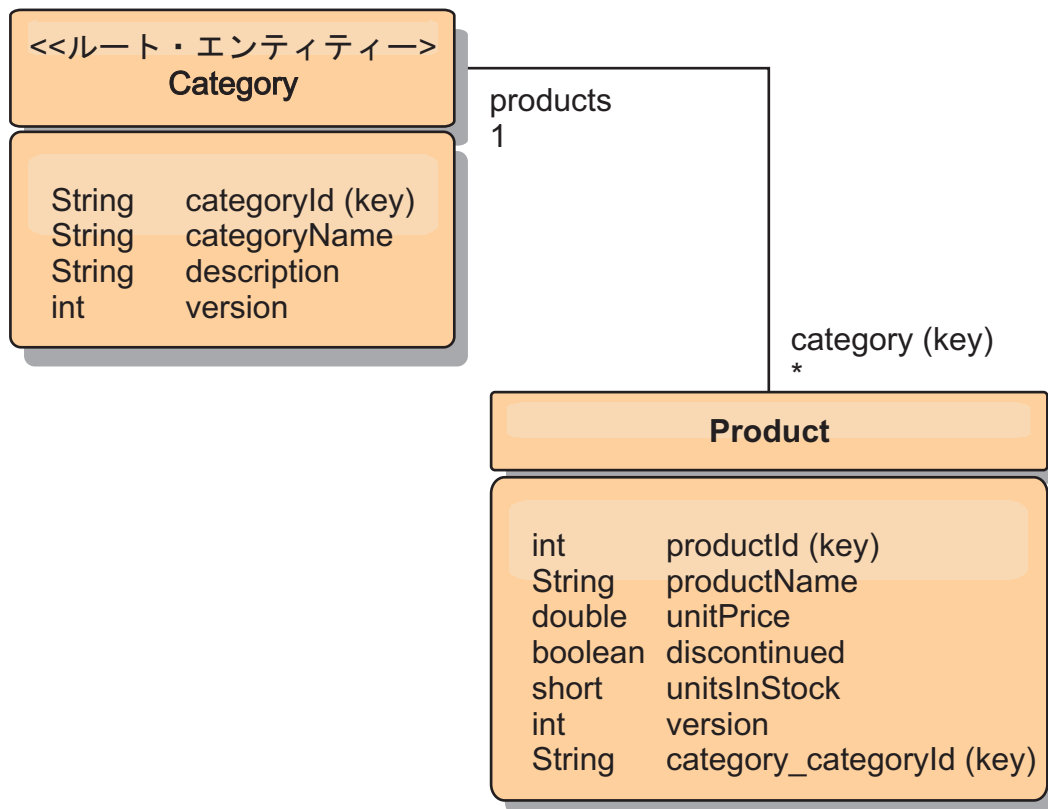 <<ルート・エンティティー>
Category
String categoryId (key)
String categoryName
String description
int version
products
1
category (key)
*
Product
int productId (key)
String productName
double unitPrice
boolean discontinued
short unitsInStock
int version
String category_categoryId (key)